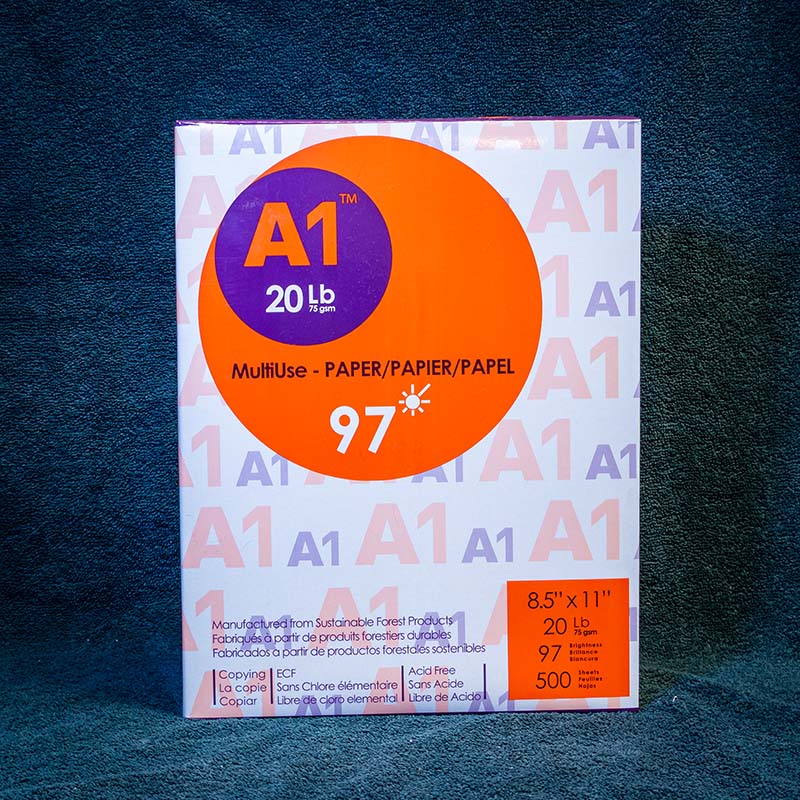 A1™
20 Lb
75 gsm
MultiUse - PAPER/PAPIER/PAPEL
97
A1 A1 A1
Manufactured from Sustainable Forest Products
Fabriqués à partir de produits forestiers durables
Fabricados a partir de productos forestales sostenibles
Copying
La copie
Copiar
ECF
Sans Chlore élémentaire
Libre de cloro elemental
Acid Free
Sans Acide
Libre de Acido
8.5” x 11”
20 Lb
75 gsm
97 Brightness
Brillance
Blancura
500 Sheets
Feuilles
Hojas